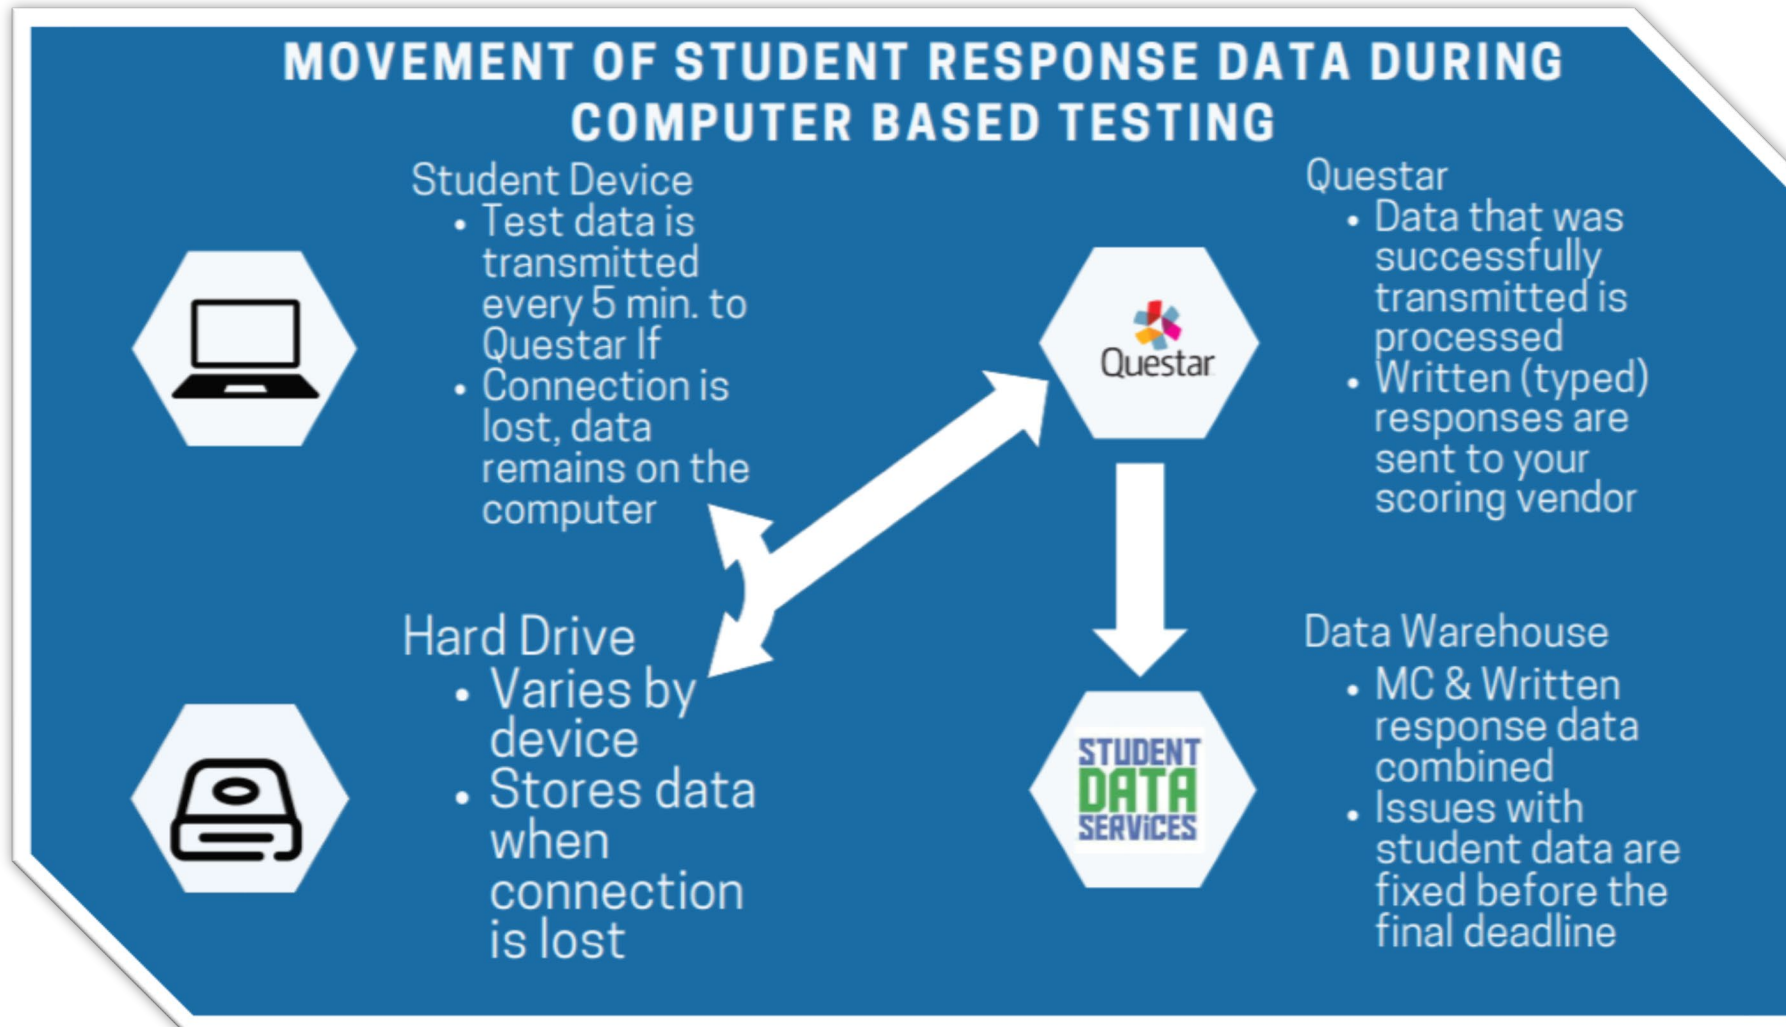 MOVEMENT OF STUDENT RESPONSE DATA DURING
COMPUTER BASED TESTING
Student Device
• Test data is
transmitted
every 5 min. to
Questar If
• Connection is
lost, data
remains on the
computer
Hard Drive
• Varies by
device
• Stores data
when
connection
is lost
Questar
Questar
• Data that was
successfully
transmitted is
processed
• Written (typed)
responses are
sent to your
scoring vendor
STUDENT
DATA
SERVICES
Data Warehouse
• MC & Written
response data
combined
• Issues with
student data are
fixed before the
final deadline